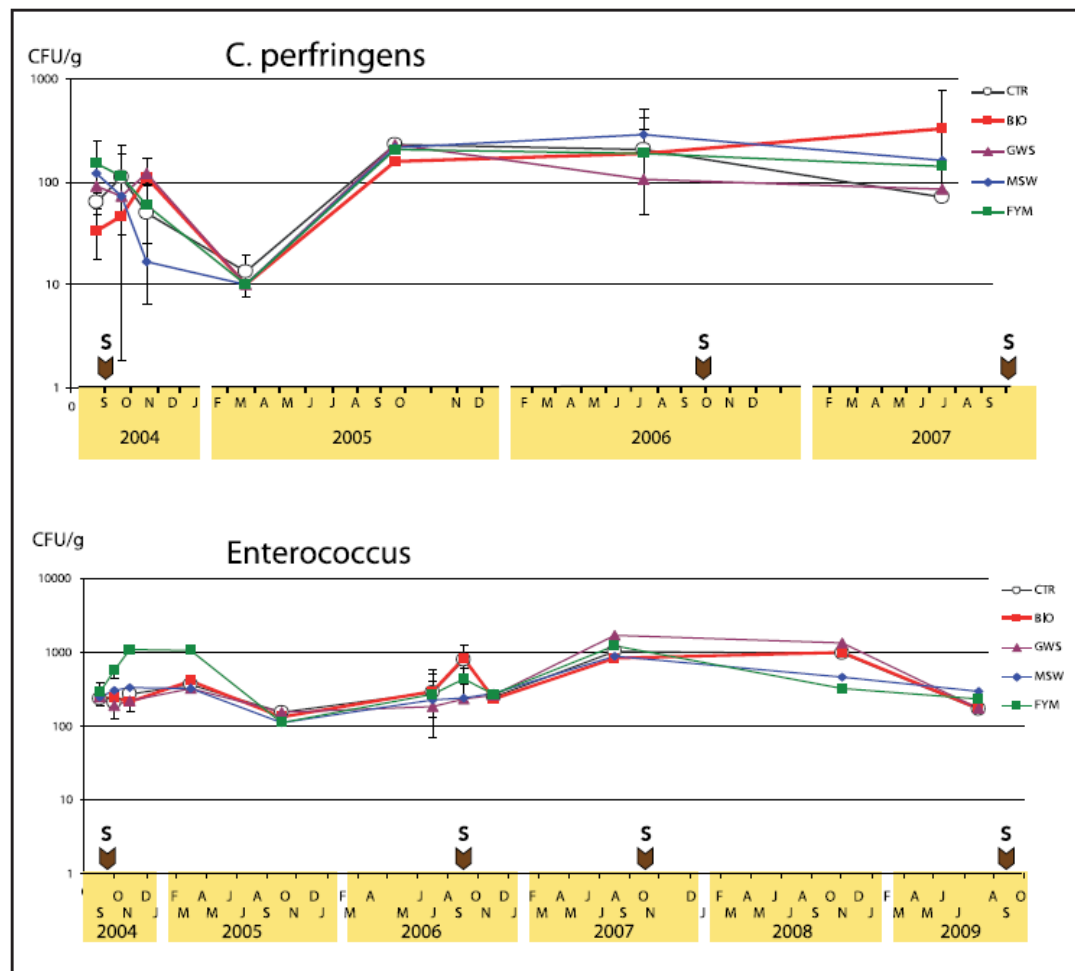 C. perfringens
CFU/g
1000
100
10
1
0
CTR
BIO
GWS
MSW
FYM
S S S
S O N D J F M A M J J A S O N D F M A M J J A S O N D F M A M J J A S
2004 2005 2006 2007
Enterococcus
CFU/g
10000
1000
100
10
1
CTR
BIO
GWS
MSW
FYM
S S S S
O D F A J A O D F A J A O D F A J A O D F A J A O D F A J A O
S N J M M J S N J M M J S N J M M J S N J M M J S N J M M J S
2004 2005 2006 2007 2008 2009